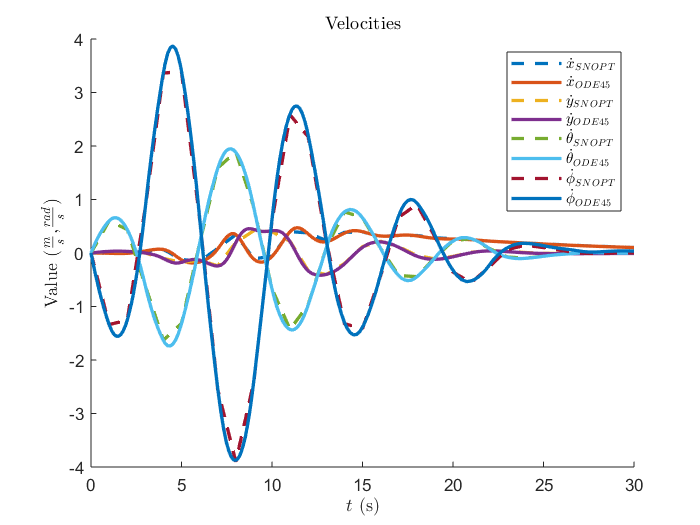 Velocities
4
3
2
1
0
-1
-2
-3
-4
Value ( m/s , rad/s )
0 5 10 15 20 25 30
t (s)
ẋ_SNOPT
ẋ_ODE45
ẏ_SNOPT
ẏ_ODE45
θ̇_SNOPT
θ̇_ODE45
ϕ̇_SNOPT
ϕ̇_ODE45